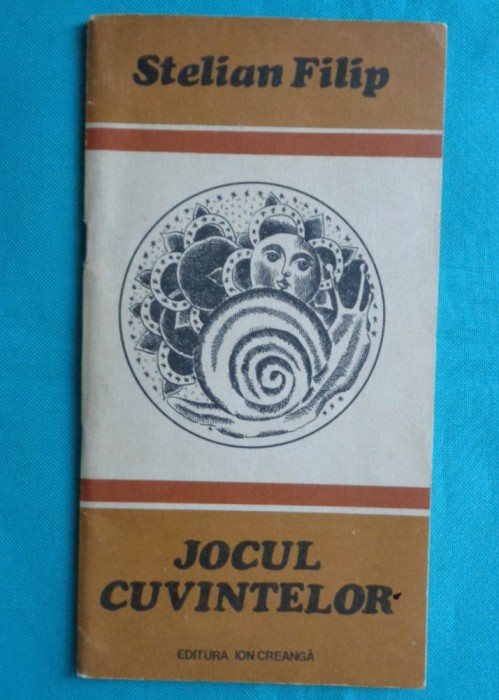 Stelian Filip
JOCUL
CUVINTELOR
EDITURA ION CREANGĂ